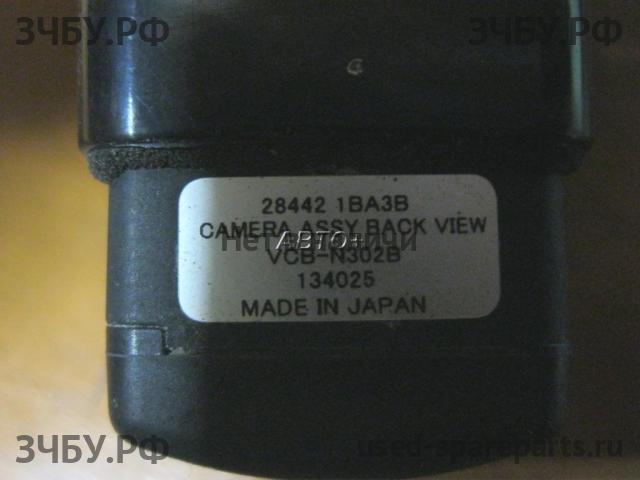 ЗЧБУ.РФ ЗЧБУ.РФ
28442 1BA3B
CAMERA ASSY BACK VIEW
АВТО+
VCB-N302B
134025
MADE IN JAPAN
ЗЧБУ.РФ used-spareparts.ru